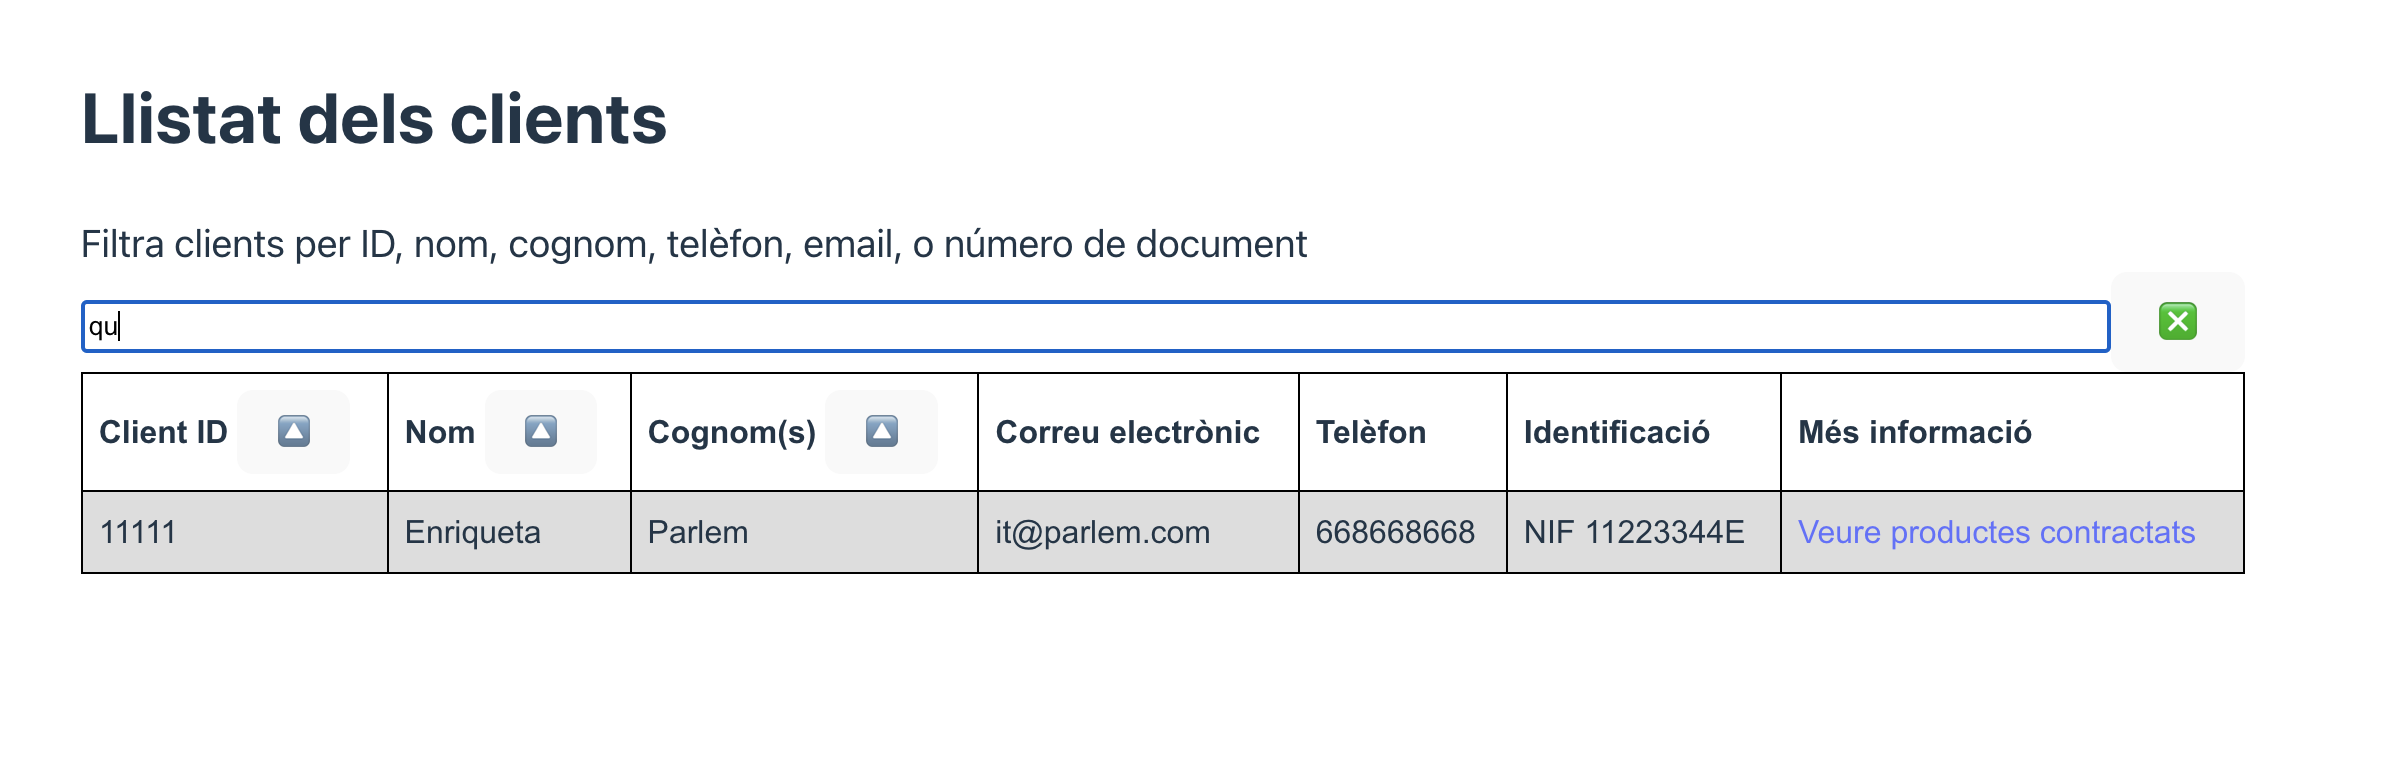 Llistat dels clients
Filtra clients per ID, nom, cognom, telèfon, email, o número de document
qu
Client ID Nom Cognom(s) Correu electrònic Telèfon Identificació Més informació
11111 Enriqueta Parlem it@parlem.com 668668668 NIF 11223344E Veure productes contractats